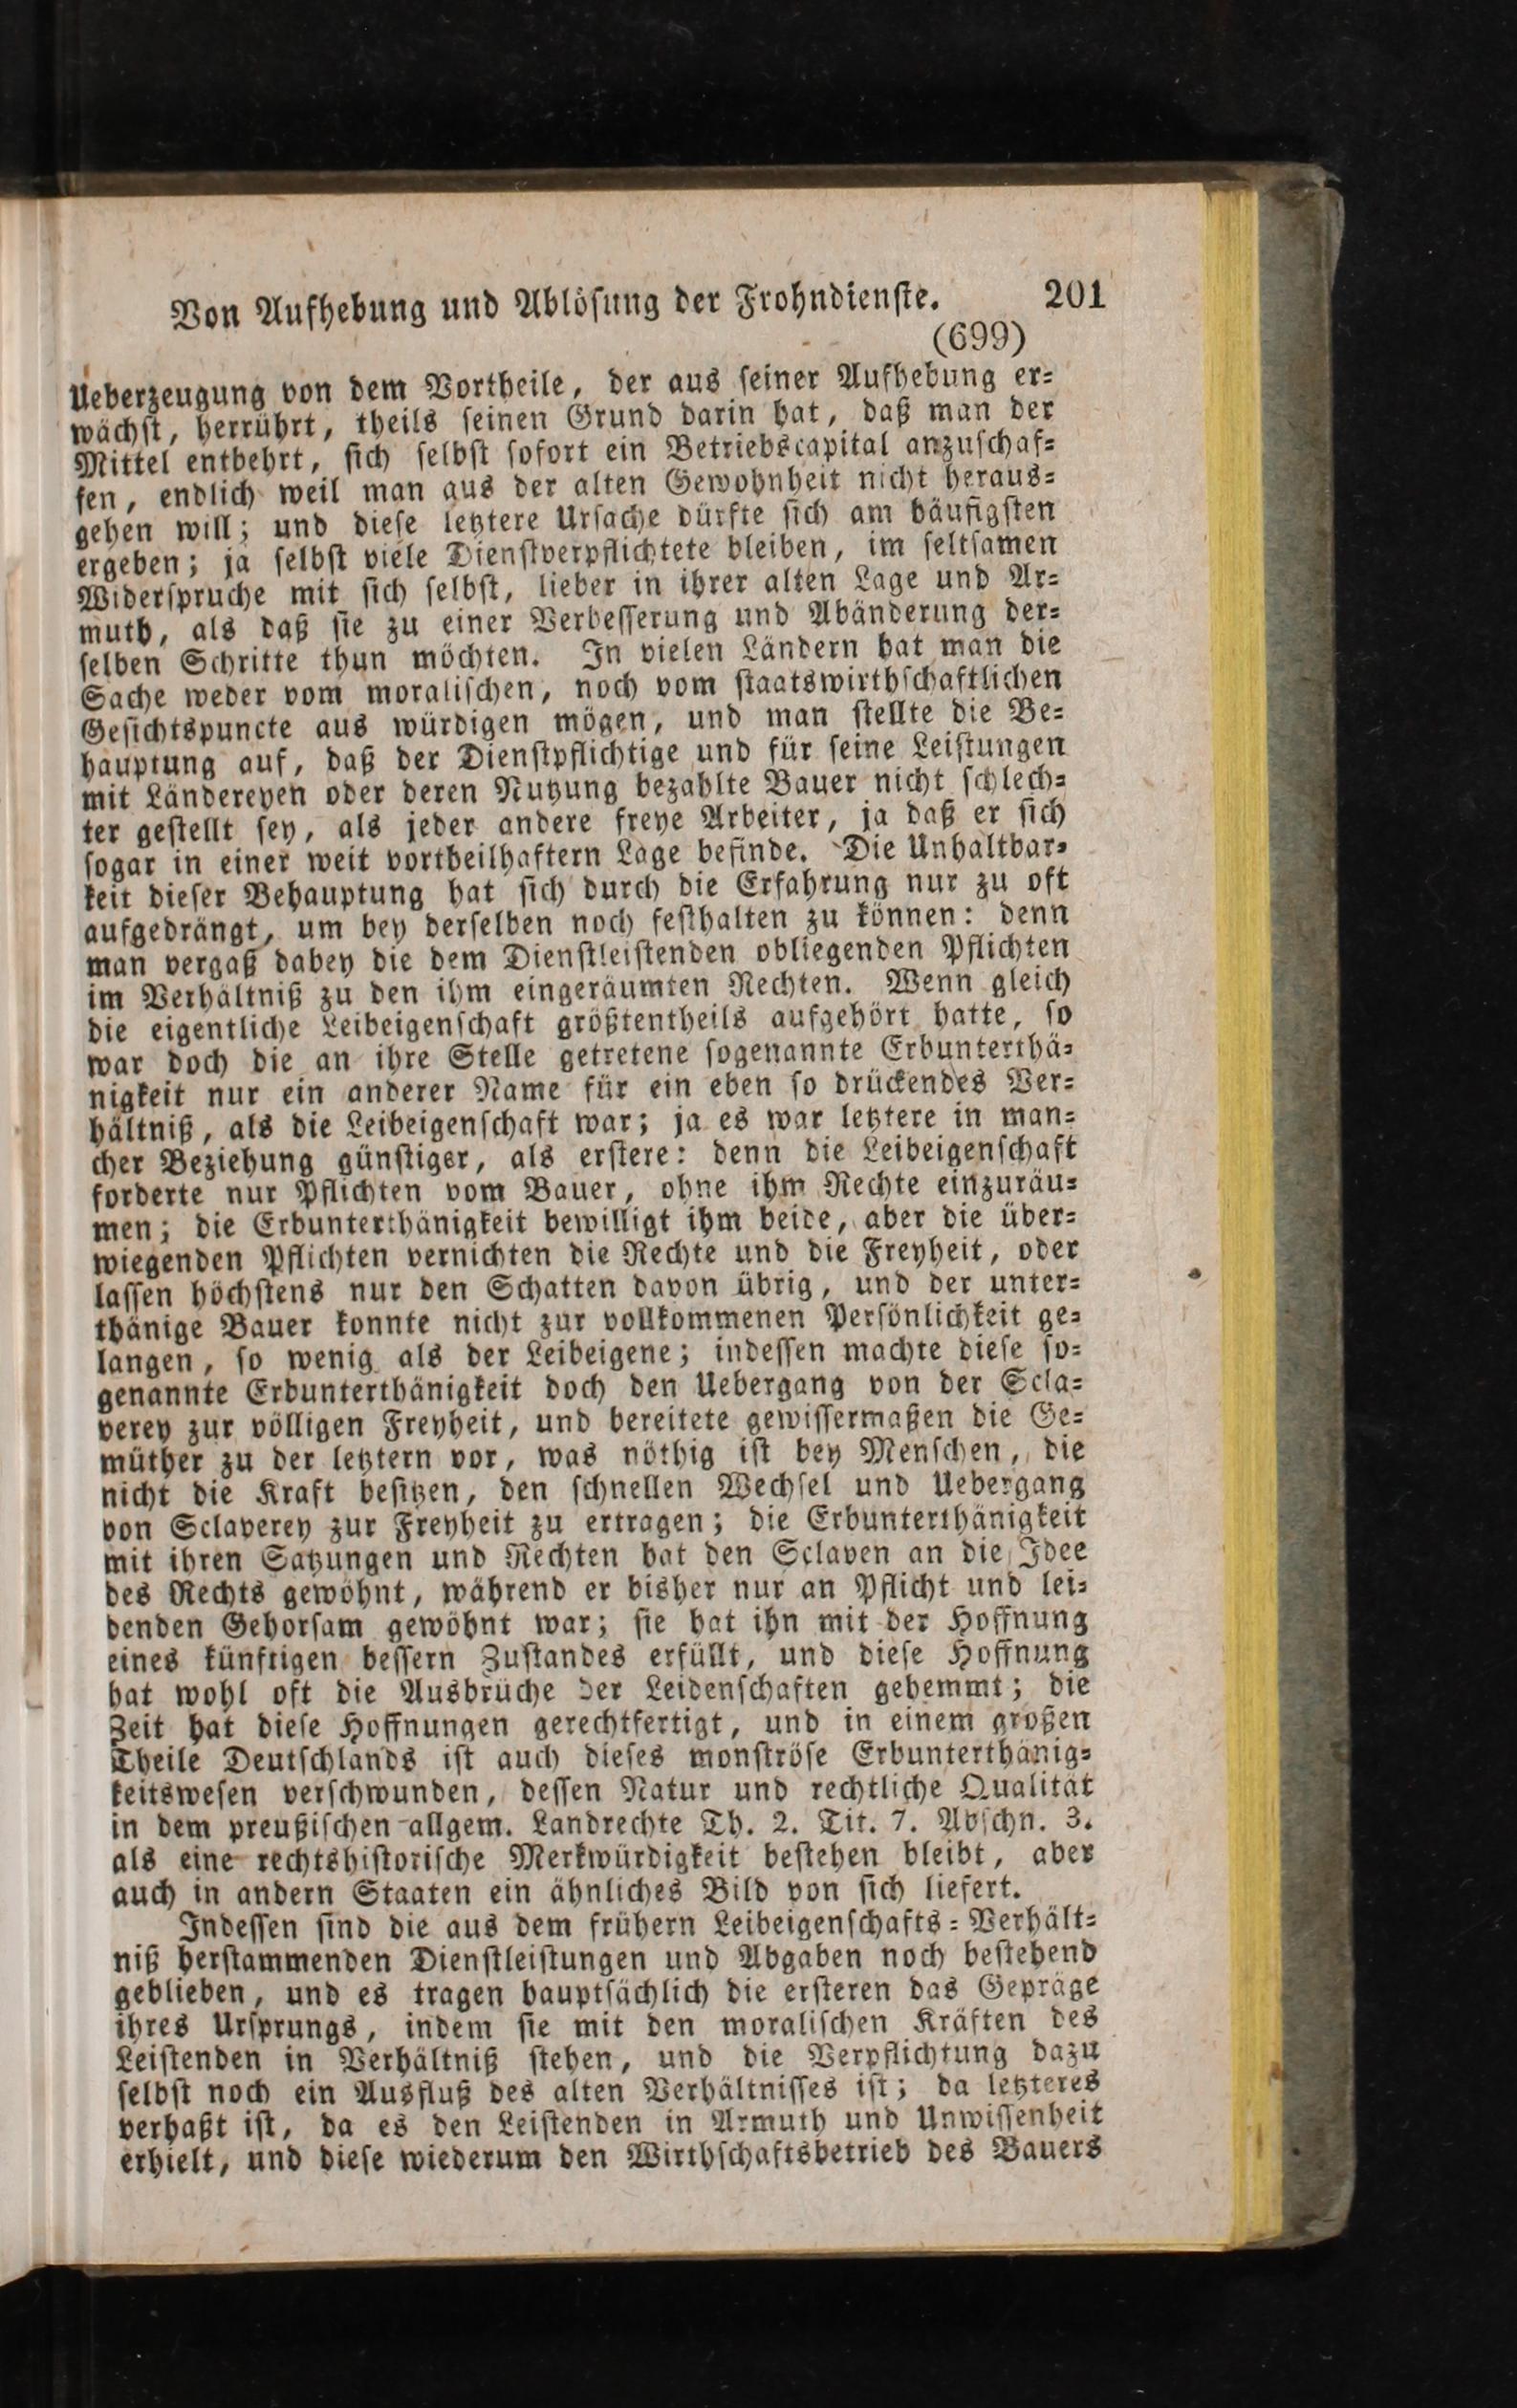 Von Aufhebung und Ablöſung der Frohndienſte. 201
(699)
Ueberzeugung von dem Vortheile, der aus ſeiner Aufhebung er⸗
wächſt, herrührt, theils ſeinen Grund darin hat, daß man der
Mittel entbehrt, ſich ſelbſt ſofort ein Betriebscapital anzuſchaf⸗
fen, endlich weil man aus der alten Gewohnheit nicht heraus⸗
gehen will; und dieſe letztere Urſache dürfte ſich am häufigſten
ergeben; ja ſelbſt viele Dienſtverpflichtete bleiben, im ſeltſamen
Widerſpruche mit ſich ſelbſt, lieber in ihrer alten Lage und Ar⸗
muth, als daß ſie zu einer Verbeſſerung und Abänderung der⸗
ſelben Schritte thun möchten. In vielen Ländern hat man die
Sache weder vom moraliſchen, noch vom ſtaatswirthſchaftlichen
Geſichtspuncte aus würdigen mögen, und man ſtellte die Be⸗
hauptung auf, daß der Dienſtpflichtige und für ſeine Leiſtungen
mit Ländereyen oder deren Nutzung bezahlte Bauer nicht ſchlech⸗
ter geſtellt ſey, als jeder andere freye Arbeiter, ja daß er ſich
ſogar in einer weit vortheilhaftern Lage befinde. Die Unhaltbar⸗
keit dieſer Behauptung hat ſich durch die Erfahrung nur zu oft
aufgedrängt, um bey derſelben noch feſthalten zu können: denn
man vergaß dabey die dem Dienſtleiſtenden obliegenden Pflichten
im Verhältniß zu den ihm eingeräumten Rechten. Wenn gleich
die eigentliche Leibeigenſchaft größtentheils aufgehört hatte, ſo
war doch die an ihre Stelle getretene ſogenannte Erbunterthä⸗
nigkeit nur ein anderer Name für ein eben ſo drückendes Ver⸗
hältniß, als die Leibeigenſchaft war; ja es war letztere in man⸗
cher Beziehung günſtiger, als erſtere: denn die Leibeigenſchaft
forderte nur Pflichten vom Bauer, ohne ihm Rechte einzuräu⸗
men; die Erbunterthänigkeit bewilligt ihm beide, aber die über⸗
wiegenden Pflichten vernichten die Rechte und die Freyheit, oder
laſſen höchſtens nur den Schatten davon übrig, und der unter⸗
thänige Bauer konnte nicht zur vollkommenen Perſönlichkeit ge⸗
langen, ſo wenig als der Leibeigene; indeſſen machte dieſe ſo⸗
genannte Erbunterthänigkeit doch den Uebergang von der Scla⸗
verey zur völligen Freyheit, und bereitete gewiſſermaßen die Ge⸗
müther zu der letztern vor, was nöthig iſt bey Menſchen, die
nicht die Kraft beſitzen, den ſchnellen Wechſel und Uebergang
von Sclaverey zur Freyheit zu ertragen; die Erbunterthänigkeit
mit ihren Satzungen und Rechten hat den Sclaven an die Idee
des Rechts gewöhnt, während er bisher nur an Pflicht und lei⸗
denden Gehorſam gewöhnt war; ſie hat ihn mit der Hoffnung
eines künftigen beſſern Zuſtandes erfüllt, und dieſe Hoffnung
hat wohl oft die Ausbrüche der Leidenſchaften gehemmt; die
Zeit hat dieſe Hoffnungen gerechtfertigt, und in einem großen
Theile Deutſchlands iſt auch dieſes monſtröſe Erbunterthänig⸗
keitsweſen verſchwunden, deſſen Natur und rechtliche Qualität
in dem preußiſchen allgem. Landrechte Th. 2. Tit. 7. Abſchn. 3.
als eine rechtshiſtoriſche Merkwürdigkeit beſtehen bleibt, aber
auch in andern Staaten ein ähnliches Bild von ſich liefert.
Indeſſen ſind die aus dem frühern Leibeigenſchafts⸗Verhält⸗
niß herſtammenden Dienſtleiſtungen und Abgaben noch beſtehend
geblieben, und es tragen hauptſächlich die erſteren das Gepräge
ihres Urſprungs, indem ſie mit den moraliſchen Kräften des
Leiſtenden in Verhältniß ſtehen, und die Verpflichtung dazu
ſelbſt noch ein Ausfluß des alten Verhältniſſes iſt; da letzteres
verhaßt iſt, da es den Leiſtenden in Armuth und Unwiſſenheit
erhielt, und dieſe wiederum den Wirthſchaftsbetrieb des Bauers